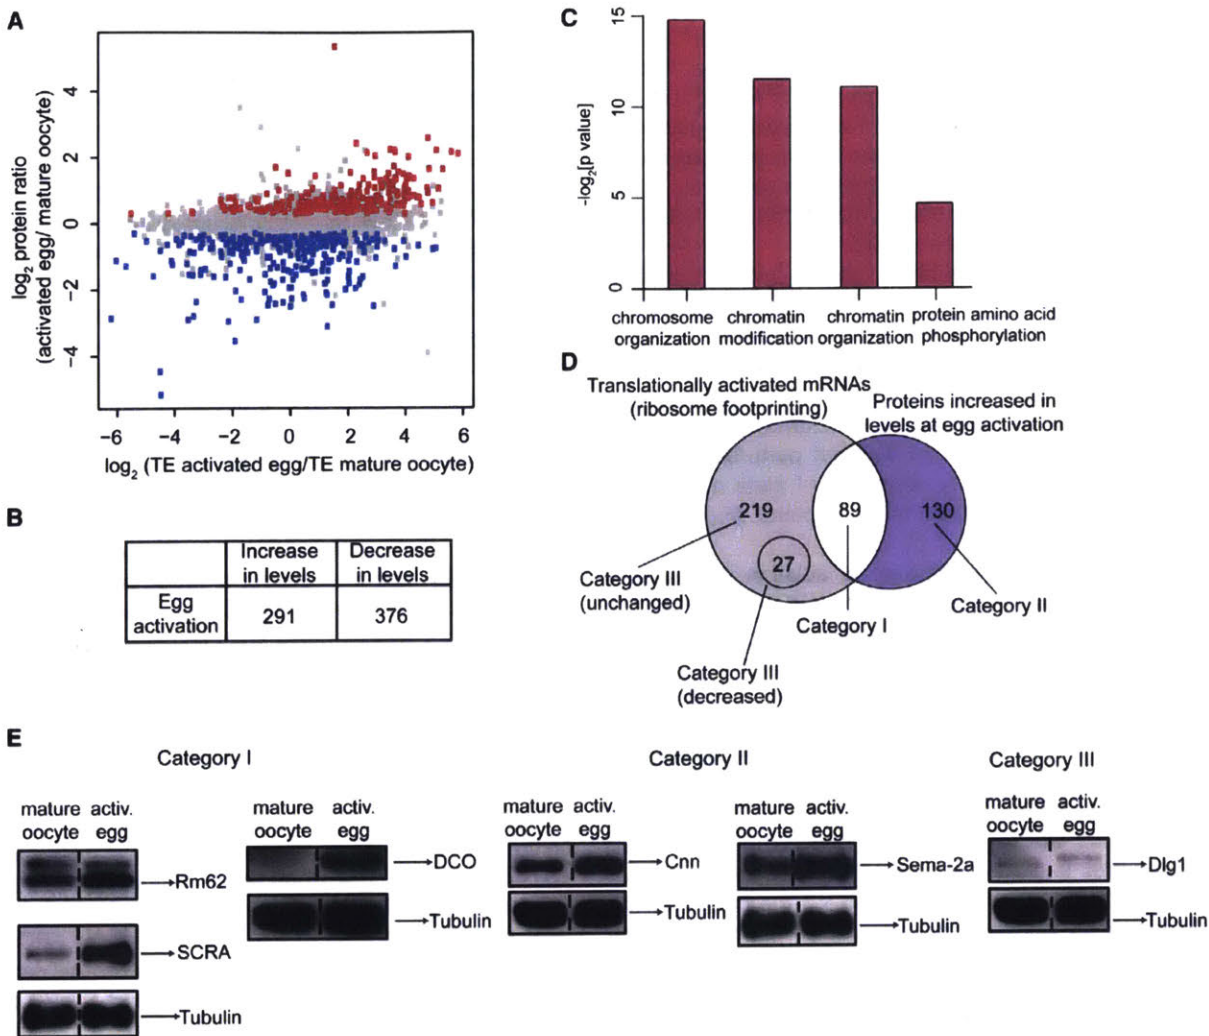 A
4
2
0
−2
−4
log2 protein ratio
(activated egg/ mature oocyte)
−6 −4 −2 0 2 4 6
log2 (TE activated egg/TE mature oocyte)
B
Increase in levels
Decrease in levels
Egg activation
291
376
C
15
10
5
0
-log2[p value]
chromosome organization
chromatin modification
chromatin organization
protein amino acid phosphorylation
D
Translationally activated mRNAs
(ribosome footprinting)
Proteins increased in
levels at egg activation
219
89
130
27
Category III
(unchanged)
Category I
Category II
Category III
(decreased)
E
Category I
Category II
Category III
mature oocyte
activ. egg
Rm62
SCRA
Tubulin
mature oocyte
activ. egg
DCO
Tubulin
mature oocyte
activ. egg
Cnn
Tubulin
mature oocyte
activ. egg
Sema-2a
Tubulin
mature oocyte
activ. egg
Dlg1
Tubulin